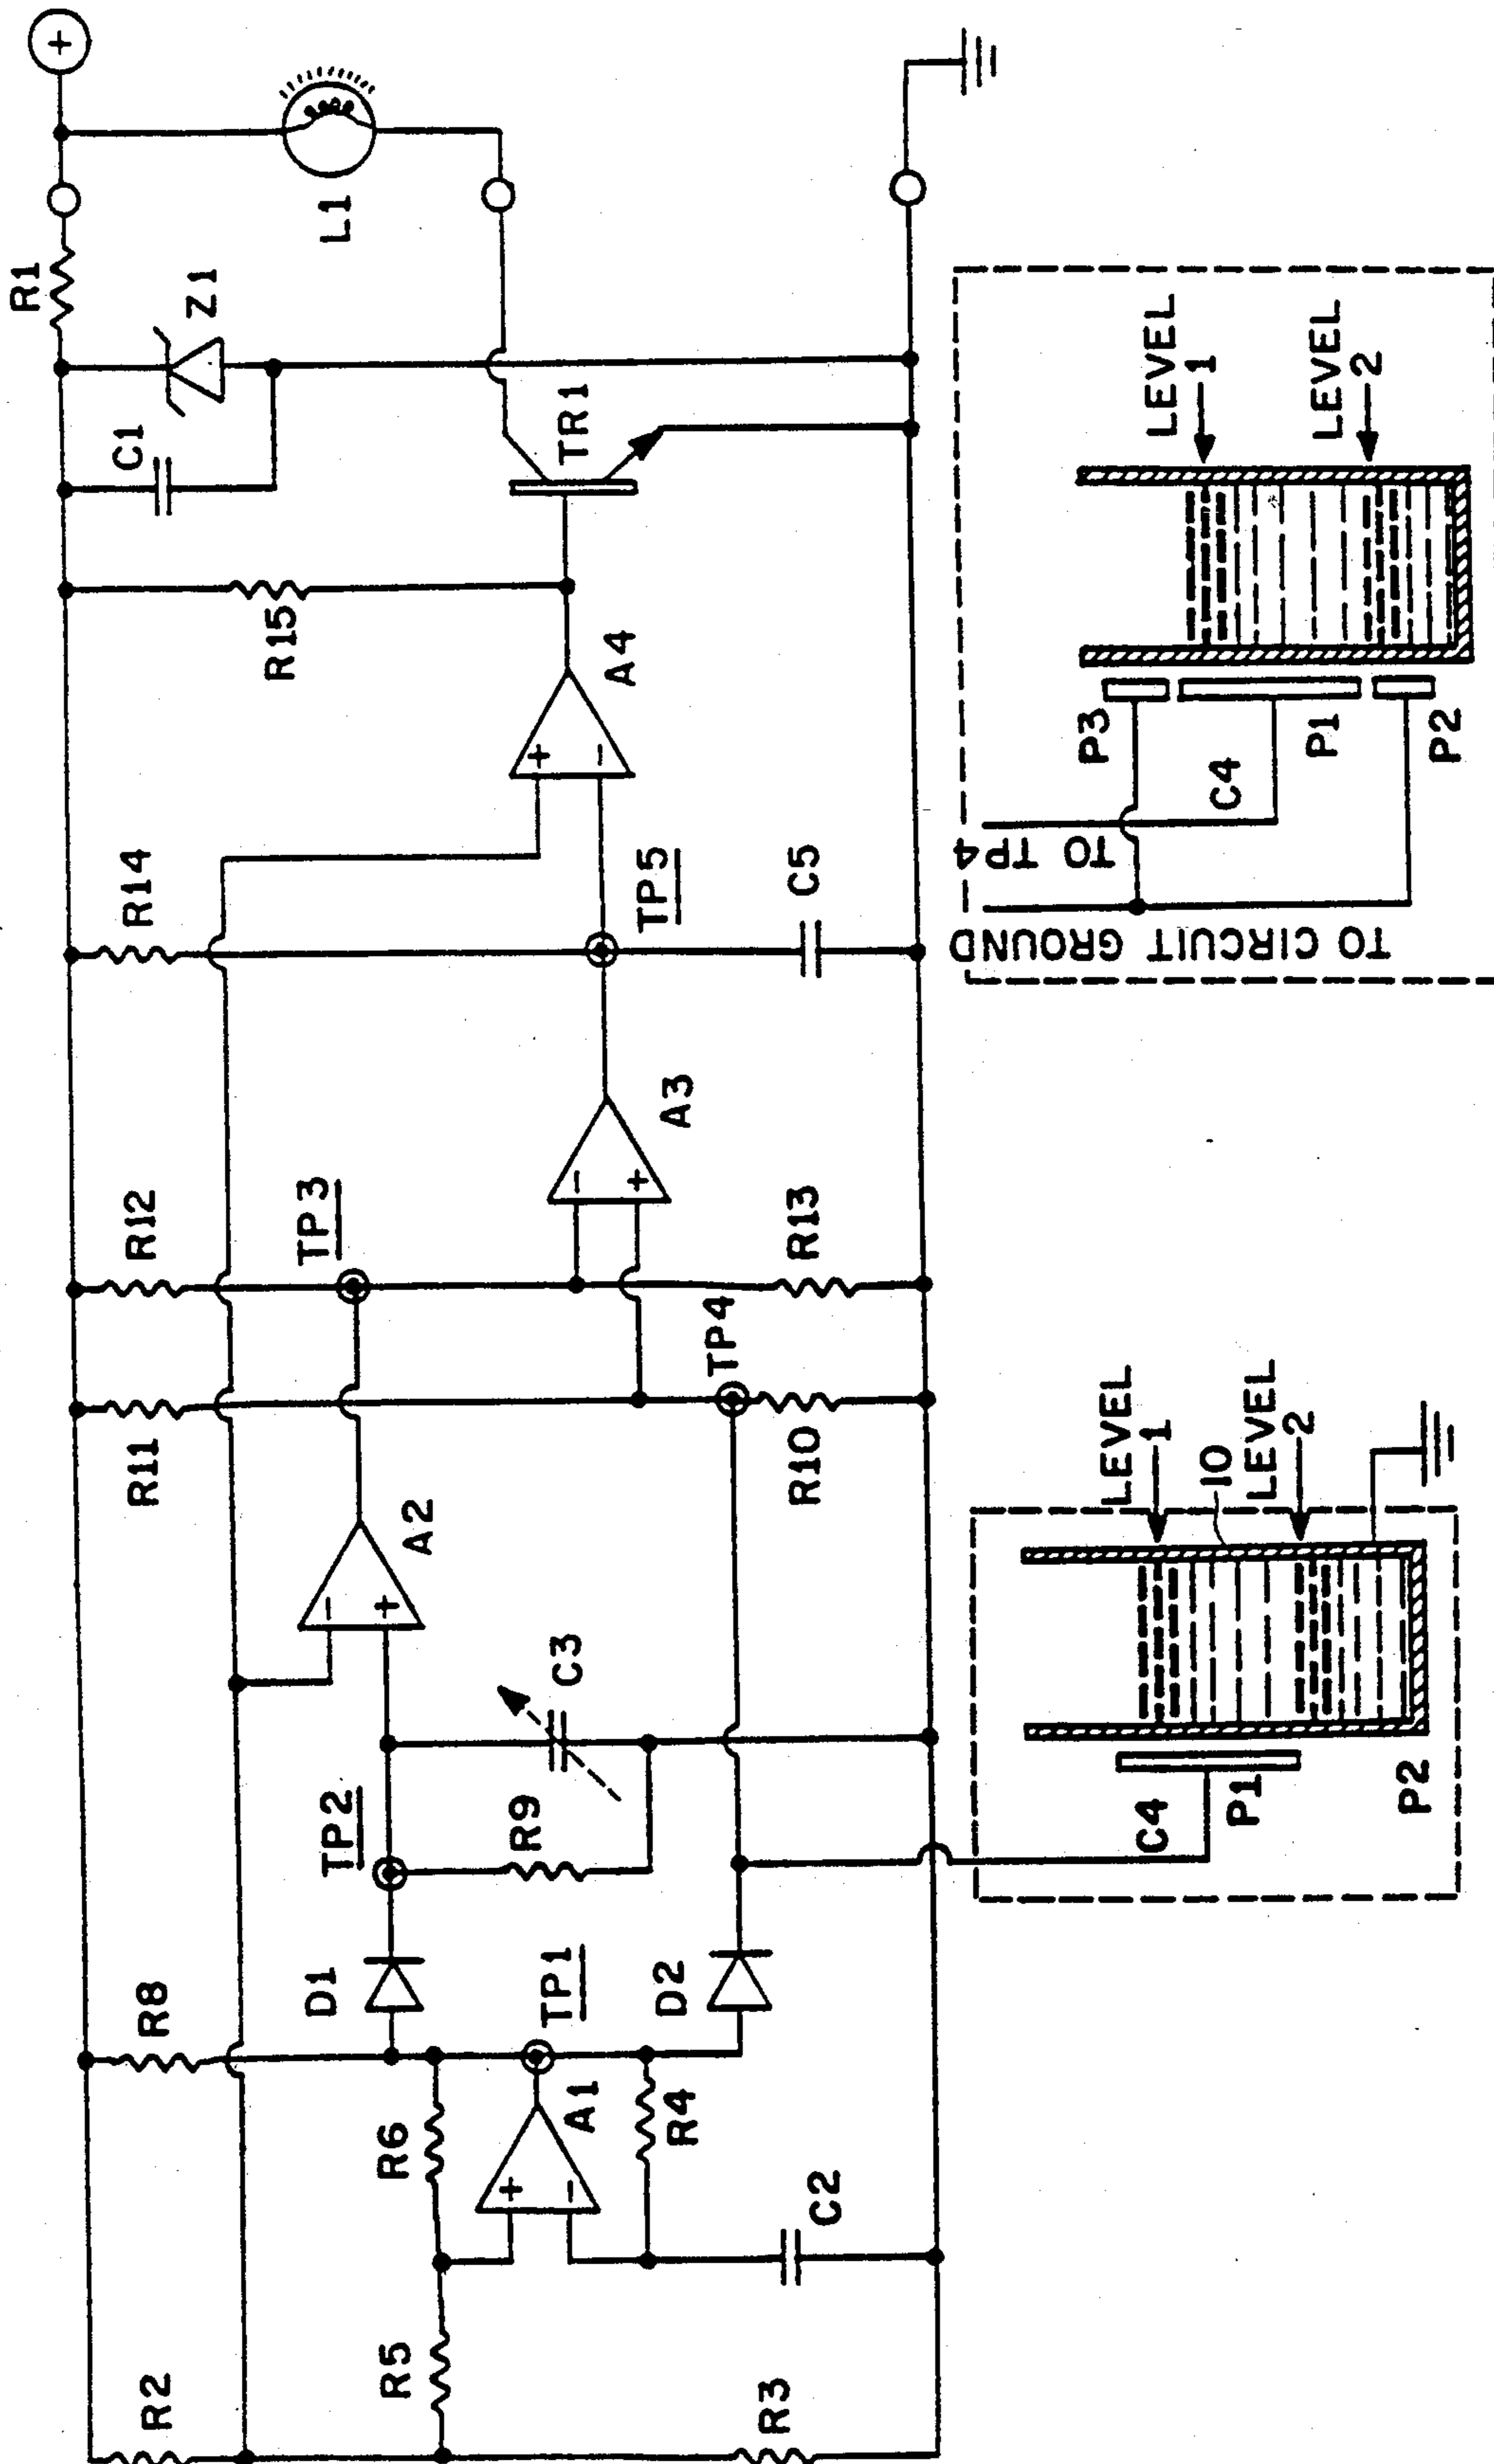 +
R1
Z1
C1
L1
R15
R14
R12
R11
R8
R2
TP3
D1
TP2
A2
- +
R6
R5
C3
R9
TR1
A4
+ -
TP5
A3
- +
TP1
A1
+ -
R4
D2
TP4
R13
R10
C5
C2
R3
C4
P1
P2
LEVEL
1
10
LEVEL
2
TO CIRCUIT GROUND
TO TP4
P3
C4
P1
P2
LEVEL
1
LEVEL
2